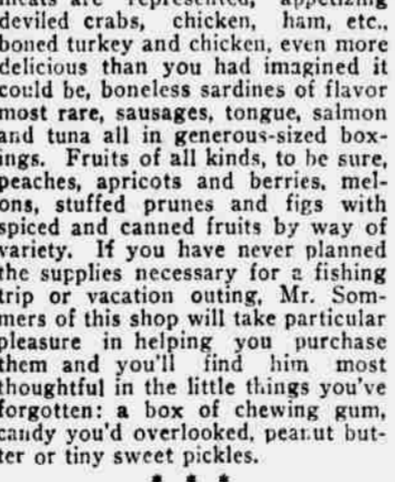 meats are represented, appetizing
deviled crabs, chicken, ham, etc.,
boned turkey and chicken, even more
delicious than you had imagined it
could be, boneless sardines of flavor
most rare, sausages, tongue, salmon
and tuna all in generous-sized box-
ings. Fruits of all kinds, to be sure,
peaches, apricots and berries, mel-
ons, stuffed prunes and figs with
spiced and canned fruits by way of
variety. If you have never planned
the supplies necessary for a fishing
trip or vacation outing, Mr. Som-
mers of this shop will take particular
pleasure in helping you purchase
them and you'll find him most
thoughtful in the little things you've
forgotten: a box of chewing gum,
candy you'd overlooked, peanut but-
ter or tiny sweet pickles.
* * *